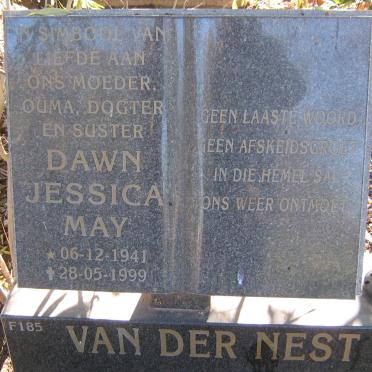 'N SIMBOOL VAN
LIEFDE AAN
ONS MOEDER,
OUMA, DOGTER
EN SUSTER
DAWN
JESSICA
MAY
* 06-12-1941
✝ 28-05-1999
GEEN LAASTE WOORD
GEEN AFSKEIDSGROET
IN DIE HEMEL SAL
ONS WEER ONTMOET
F185
VAN DER NEST